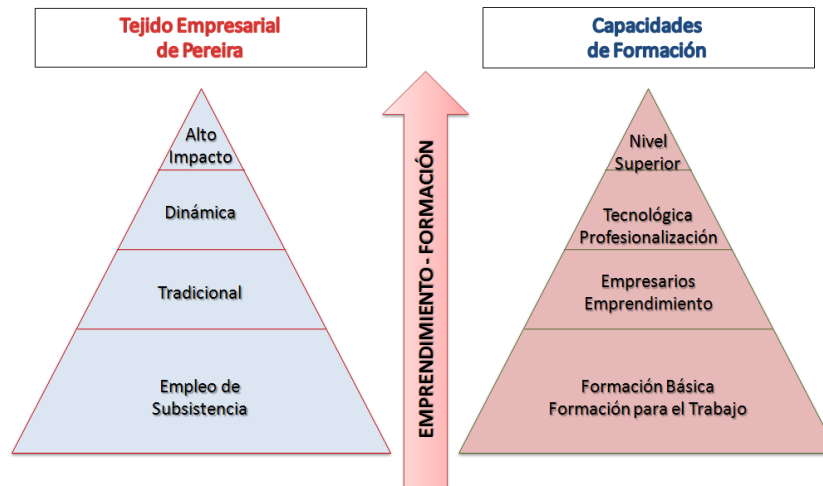 Tejido Empresarial
de Pereira
Alto
Impacto
Dinámica
Tradicional
Empleo de
Subsistencia
EMPRENDIMIENTO - FORMACIÓN
Capacidades
de Formación
Nivel
Superior
Tecnológica
Profesionalización
Empresarios
Emprendimiento
Formación Básica
Formación para el Trabajo